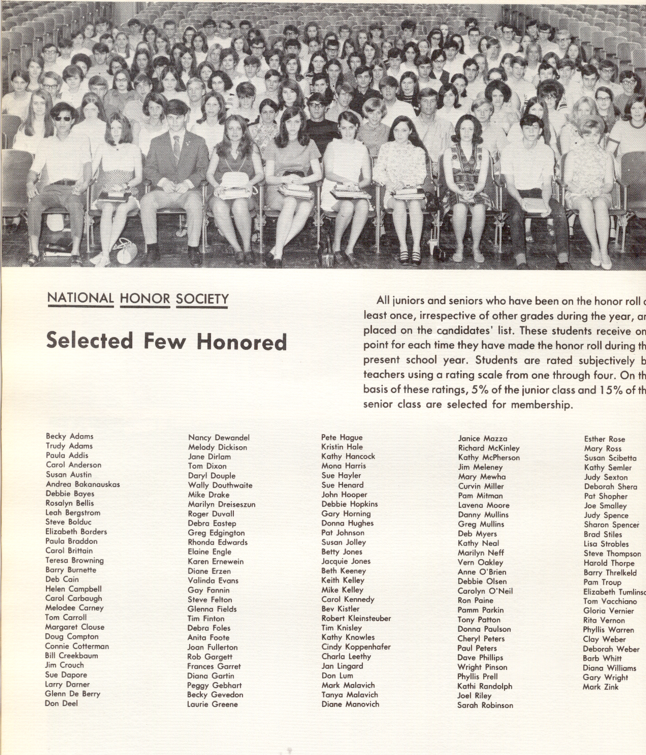 NATIONAL HONOR SOCIETY
Selected Few Honored
All juniors and seniors who have been on the honor roll
least once, irrespective of other grades during the year,
placed on the candidates' list. These students receive
point for each time they have made the honor roll during
present school year. Students are rated subjectively
teachers using a rating scale from one through four. On
basis of these ratings, 5% of the junior class and 15% of
senior class are selected for membership.
Becky Adams
Trudy Adams
Paula Addis
Carol Anderson
Susan Austin
Andrea Bakanauskas
Debbie Bayes
Rosalyn Bellis
Leah Bergstrom
Steve Bolduc
Elizabeth Borders
Paula Braddon
Carol Brittain
Teresa Browning
Barry Burnette
Deb Cain
Helen Campbell
Carol Carbaugh
Melodee Carney
Tom Carroll
Margaret Clouse
Doug Compton
Connie Cotterman
Bill Creekbaum
Jim Crouch
Sue Dapore
Larry Darner
Glenn De Berry
Don Deel
Nancy Dewandel
Melody Dickison
Jane Dirlam
Tom Dixon
Daryl Douple
Wally Douthwaite
Mike Drake
Marilyn Dreiseszun
Roger Duvall
Debra Eastep
Greg Edgington
Rhonda Edwards
Elaine Engle
Karen Ernewein
Diane Erzen
Valinda Evans
Gay Fannin
Steve Felton
Glenna Fields
Tim Finton
Debra Foles
Anita Foote
Joan Fullerton
Rob Gargett
Frances Garret
Diana Gartin
Peggy Gebhart
Becky Gevedon
Laurie Greene
Pete Hague
Kristin Hale
Kathy Hancock
Mona Harris
Sue Hayler
Sue Henard
John Hooper
Debbie Hopkins
Gary Horning
Donna Hughes
Pat Johnson
Susan Jolley
Betty Jones
Jacquie Jones
Beth Keeney
Keith Kelley
Mike Kelley
Carol Kennedy
Bev Kistler
Robert Kleinsteuber
Tim Knisley
Kathy Knowles
Cindy Koppenhafer
Charla Leethy
Jan Lingard
Don Lum
Mark Malavich
Tanya Malavich
Diane Manovich
Janice Mazza
Richard McKinley
Kathy McPherson
Jim Meleney
Mary Mewha
Curvin Miller
Pam Mitman
Lavena Moore
Danny Mullins
Greg Mullins
Deb Myers
Kathy Neal
Marilyn Neff
Vern Oakley
Anne O'Brien
Debbie Olsen
Carolyn O'Neil
Ron Paine
Pamm Parkin
Tony Patton
Donna Paulson
Cheryl Peters
Paul Peters
Dave Phillips
Wright Pinson
Phyllis Prell
Kathi Randolph
Joel Riley
Sarah Robinson
Esther Rose
Mary Ross
Susan Scibetta
Kathy Semler
Judy Sexton
Deborah Shera
Pat Shopher
Joe Smalley
Judy Spence
Sharon Spencer
Brad Stiles
Lisa Strobles
Steve Thompson
Harold Thorpe
Barry Threlkeld
Pam Troup
Elizabeth
Tom Vacchiano
Gloria Vernier
Rita Vernon
Phyllis Warren
Clay Weber
Deborah Weber
Barb Whitt
Diana Williams
Gary Wright
Mark Zink